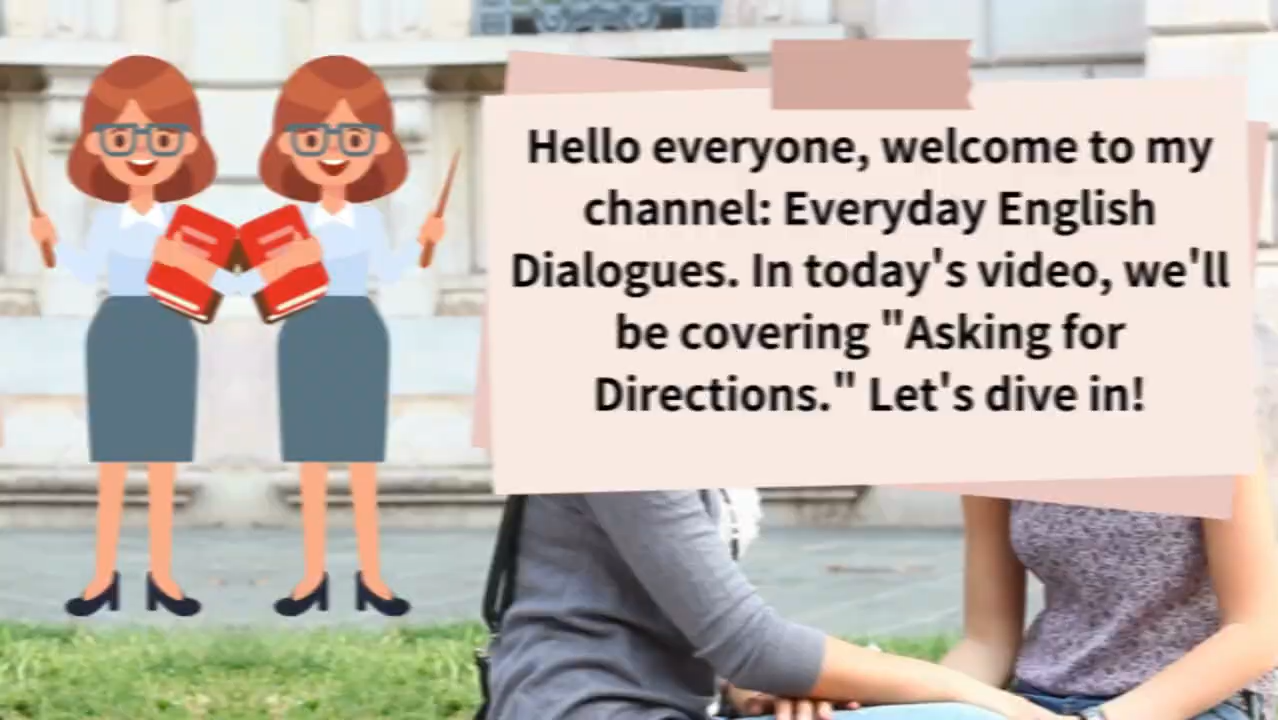 Hello everyone, welcome to my
channel: Everyday English
Dialogues. In today's video, we'll
be covering "Asking for
Directions." Let's dive in!